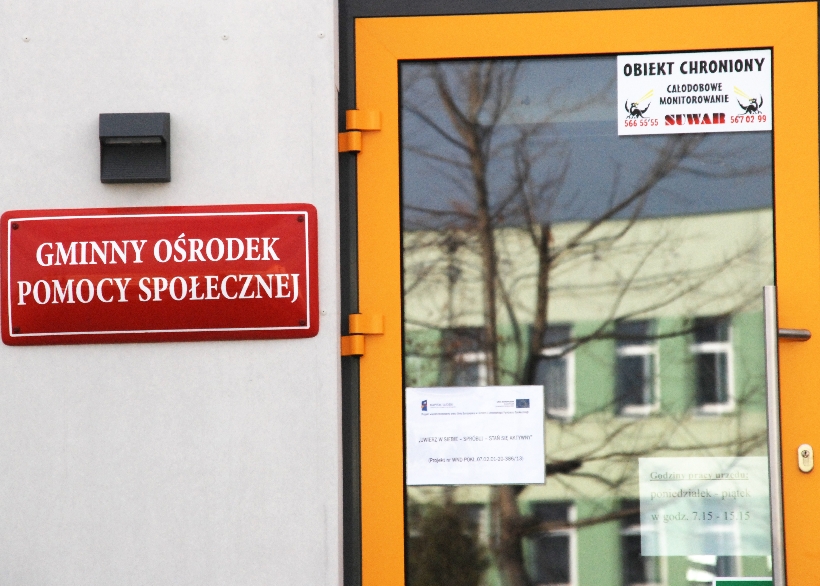 GMINNY OŚRODEK
POMOCY SPOŁECZNEJ
OBIEKT CHRONIONY
CAŁODOBOWE
MONITOROWANIE
566 55'55 SUWAR 567 02 99
Godziny pracy urzędu:
poniedziałek - piątek
w godz. 7.15 - 15.15